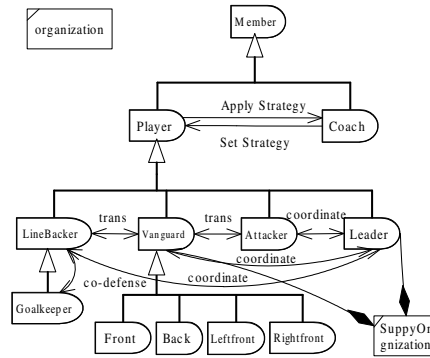 Member
organization
Apply Strategy
Player
Coach
Set Strategy
trans
trans
coordinate
LineBacker
Vanguard
Attacker
Leader
coordinate
co-defense
coordinate
Goalkeeper
Front
Back
Leftfront
Rightfront
SuppyOr
gnization